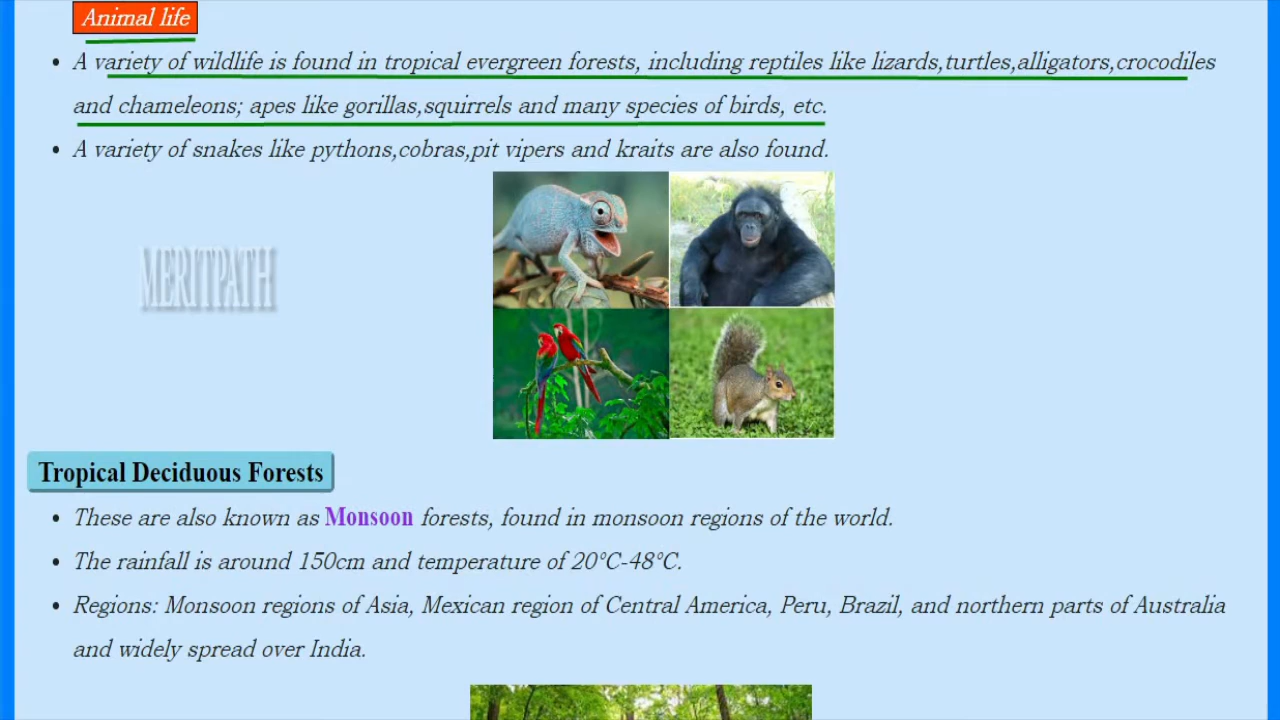 Animal life
• A variety of wildlife is found in tropical evergreen forests, including reptiles like lizards,turtles,alligators,crocodiles
and chameleons; apes like gorillas,squirrels and many species of birds, etc.
• A variety of snakes like pythons,cobras,pit vipers and kraits are also found.
MERITPATH
Tropical Deciduous Forests
• These are also known as Monsoon forests, found in monsoon regions of the world.
• The rainfall is around 150cm and temperature of 20°C-48°C.
• Regions: Monsoon regions of Asia, Mexican region of Central America, Peru, Brazil, and northern parts of Australia
and widely spread over India.